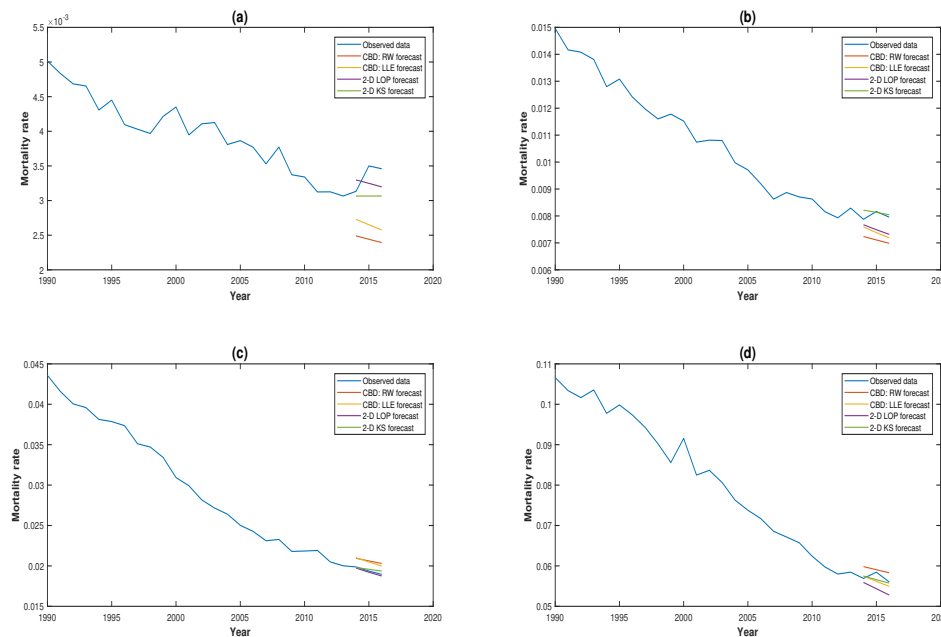 (a)
×10⁻³
5.5
5
4.5
4
3.5
3
2.5
2
Mortality rate
1990 1995 2000 2005 2010 2015 2020
Year
Observed data
CBD: RW forecast
CBD: LLE forecast
2-D LOP forecast
2-D KS forecast
(b)
0.015
0.014
0.013
0.012
0.011
0.01
0.009
0.008
0.007
0.006
Mortality rate
1990 1995 2000 2005 2010 2015
Year
Observed data
CBD: RW forecast
CBD: LLE forecast
2-D LOP forecast
2-D KS forecast
(c)
0.045
0.04
0.035
0.03
0.025
0.02
0.015
Mortality rate
1990 1995 2000 2005 2010 2015 2020
Year
Observed data
CBD: RW forecast
CBD: LLE forecast
2-D LOP forecast
2-D KS forecast
(d)
0.11
0.1
0.09
0.08
0.07
0.06
0.05
Mortality rate
1990 1995 2000 2005 2010 2015
Year
Observed data
CBD: RW forecast
CBD: LLE forecast
2-D LOP forecast
2-D KS forecast